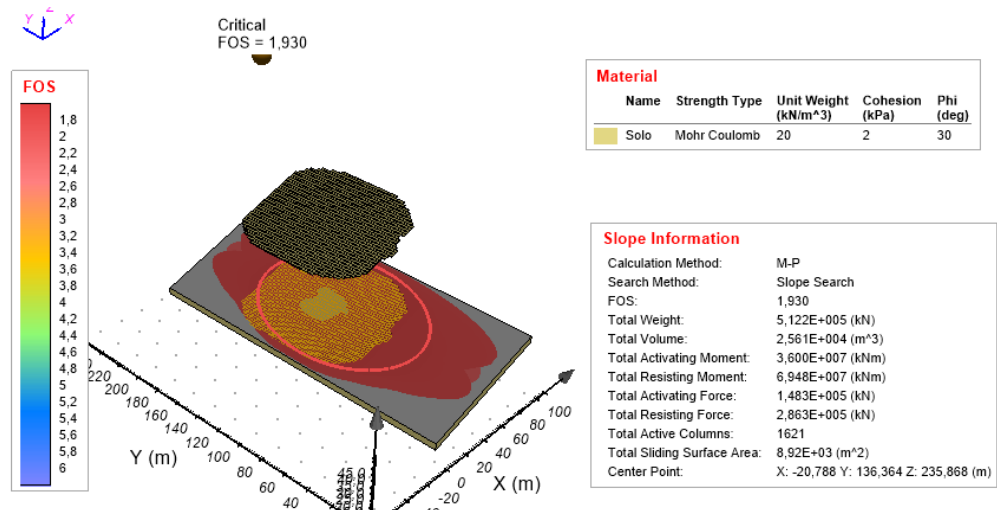 Y Z X
Critical
FOS = 1,930
FOS
1,8
2
2,2
2,4
2,6
2,8
3
3,2
3,4
3,6
3,8
4
4,2
4,4
4,6
4,8
5
5,2
5,4
5,6
5,8
6
Material
Name Strength Type Unit Weight (kN/m^3) Cohesion (kPa) Phi (deg)
Solo Mohr Coulomb 20 2 30
Slope Information
Calculation Method: M-P
Search Method: Slope Search
FOS: 1,930
Total Weight: 5,122E+005 (kN)
Total Volume: 2,561E+004 (m^3)
Total Activating Moment: 3,600E+007 (kNm)
Total Resisting Moment: 6,948E+007 (kNm)
Total Activating Force: 1,483E+005 (kN)
Total Resisting Force: 2,863E+005 (kN)
Total Active Columns: 1621
Total Sliding Surface Area: 8,92E+03 (m^2)
Center Point: X: -20,788 Y: 136,364 Z: 235,868 (m)
220
200
180
160
140
120
100
80
60
40
Y (m)
45,0
-20
0
20
40
60
80
100
X (m)